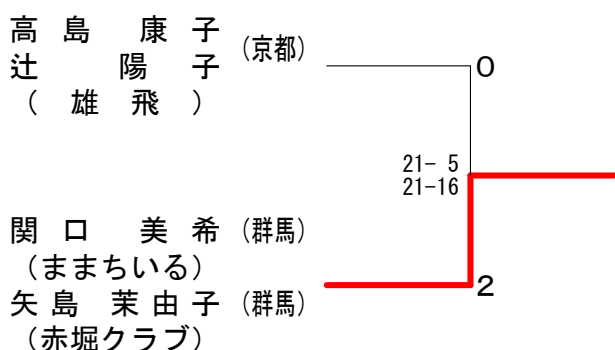 高島 康子 (京都)
辻 陽子
(雄飛)
0
21- 5
21-16
関口 美希 (群馬)
(ままちいる)
矢島 茉由子 (群馬)
(赤堀クラブ)
2